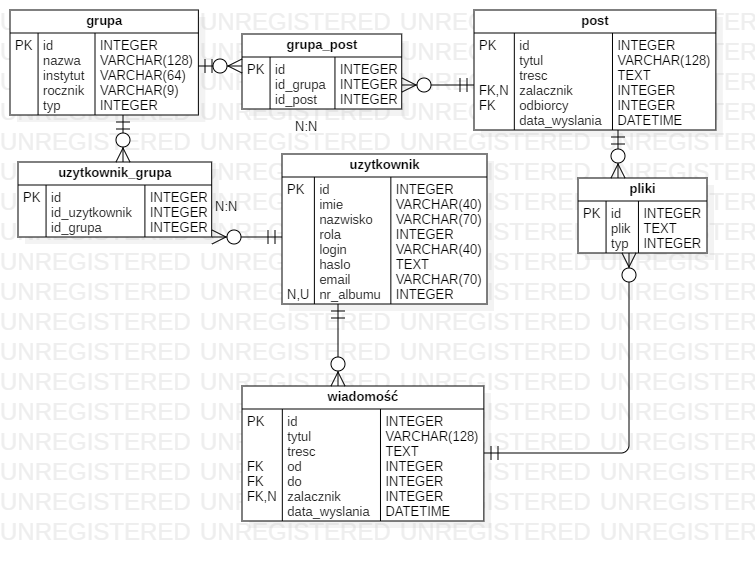 grupa
PK id INTEGER
nazwa VARCHAR(128)
instytut VARCHAR(64)
rocznik VARCHAR(9)
typ INTEGER
grupa_post
PK id INTEGER
id_grupa INTEGER
id_post INTEGER
N:N
post
PK id INTEGER
tytul VARCHAR(128)
tresc TEXT
FK,N zalacznik INTEGER
FK odbiorcy INTEGER
data_wyslania DATETIME
uzytkownik_grupa
PK id INTEGER
id_uzytkownik INTEGER
id_grupa INTEGER
N:N
uzytkownik
PK id INTEGER
imie VARCHAR(40)
nazwisko VARCHAR(70)
rola INTEGER
login VARCHAR(40)
haslo TEXT
email VARCHAR(70)
N,U nr_albumu INTEGER
pliki
PK id INTEGER
plik TEXT
typ INTEGER
wiadomość
PK id INTEGER
tytul VARCHAR(128)
tresc TEXT
FK od INTEGER
FK do INTEGER
FK,N zalacznik INTEGER
data_wyslania DATETIME
UNREGISTERED UNREGISTERED UNREGISTERED UNREGISTERED